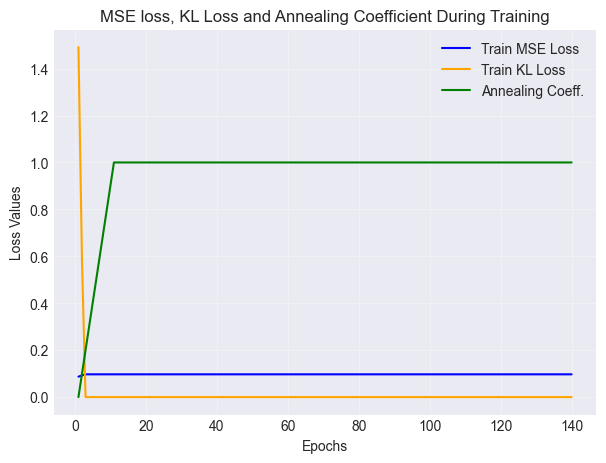 MSE loss, KL Loss and Annealing Coefficient During Training
Train MSE Loss
Train KL Loss
Annealing Coeff.
Loss Values
1.4
1.2
1.0
0.8
0.6
0.4
0.2
0.0
0 20 40 60 80 100 120 140
Epochs